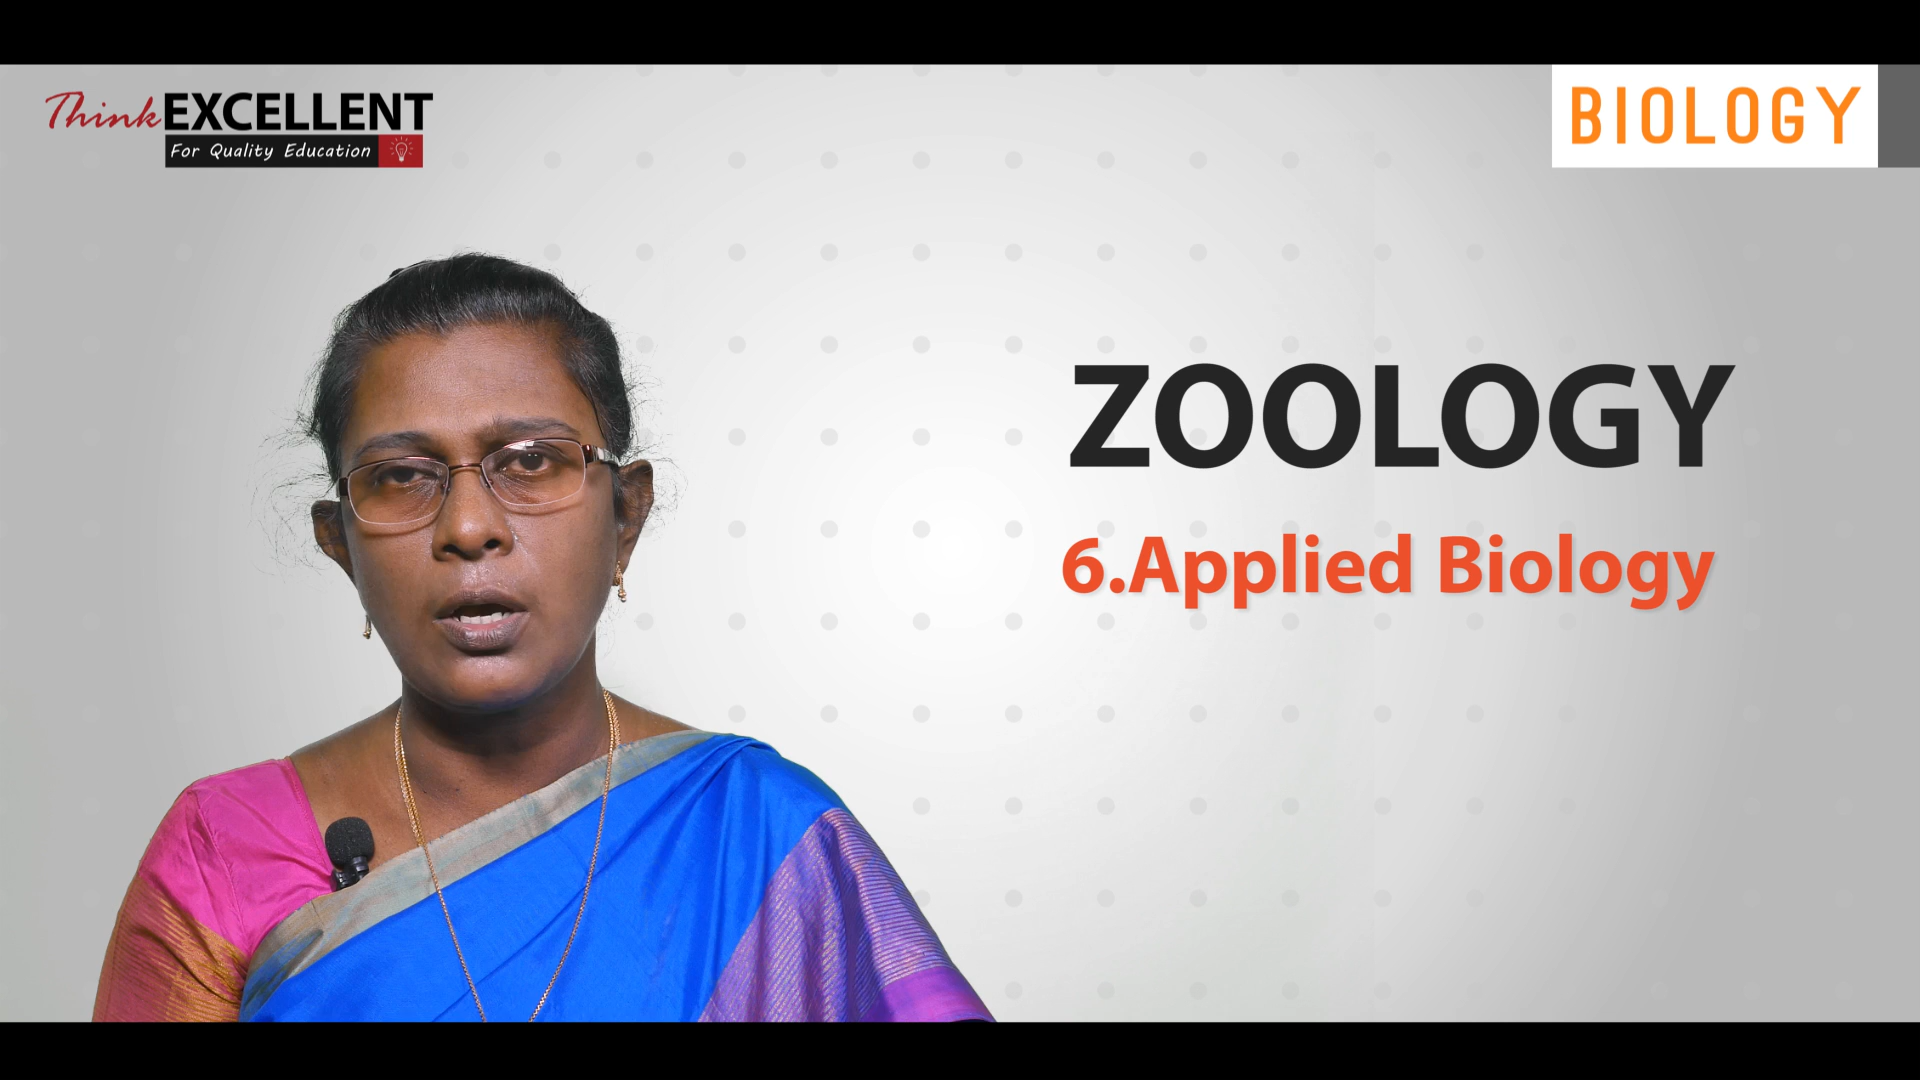 Think EXCELLENT
For Quality Education
BIOLOGY
ZOOLOGY
6.Applied Biology